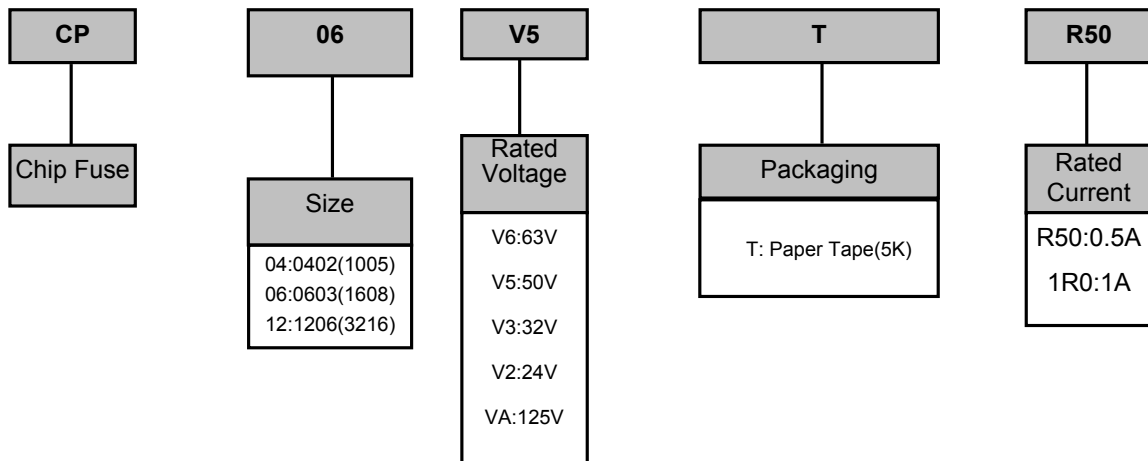 CP
06
V5
T
R50
Chip Fuse
Size
04:0402(1005)
06:0603(1608)
12:1206(3216)
Rated
Voltage
V6:63V
V5:50V
V3:32V
V2:24V
VA:125V
Packaging
T: Paper Tape(5K)
Rated
Current
R50:0.5A
1R0:1A